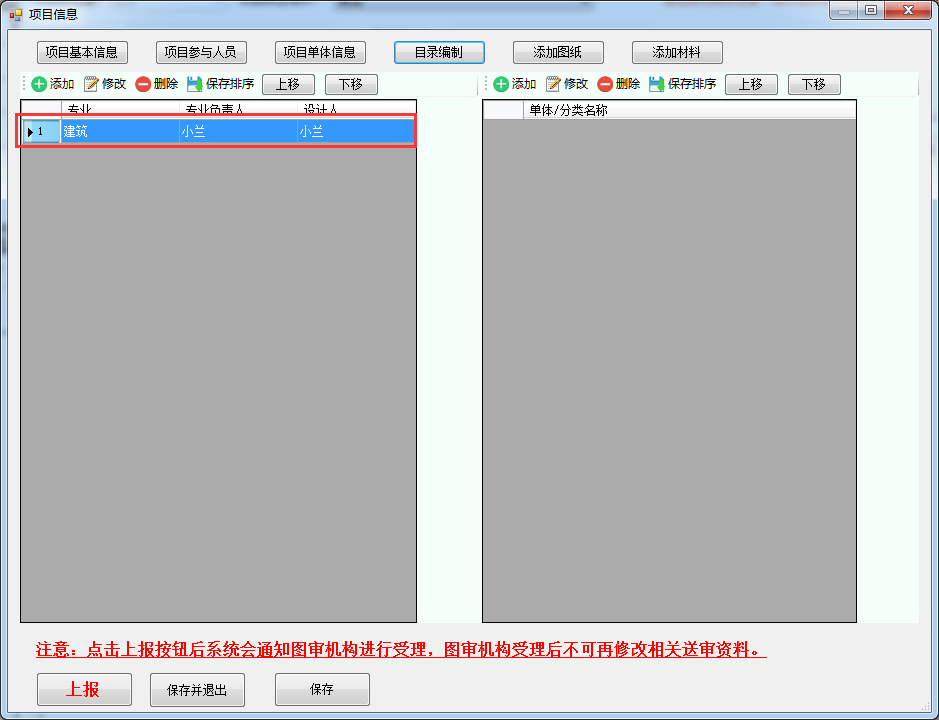 项目信息
项目基本信息 项目参与人员 项目单体信息 目录编制 添加图纸 添加材料
添加 修改 删除 保存排序 上移 下移 添加 修改 删除 保存排序 上移 下移
专业 专业负责人 设计人 单体/分类名称
1 建筑 小兰 小兰
注意：点击上报按钮后系统会通知图审机构进行受理，图审机构受理后不可再修改相关送审资料。
上报 保存并退出 保存